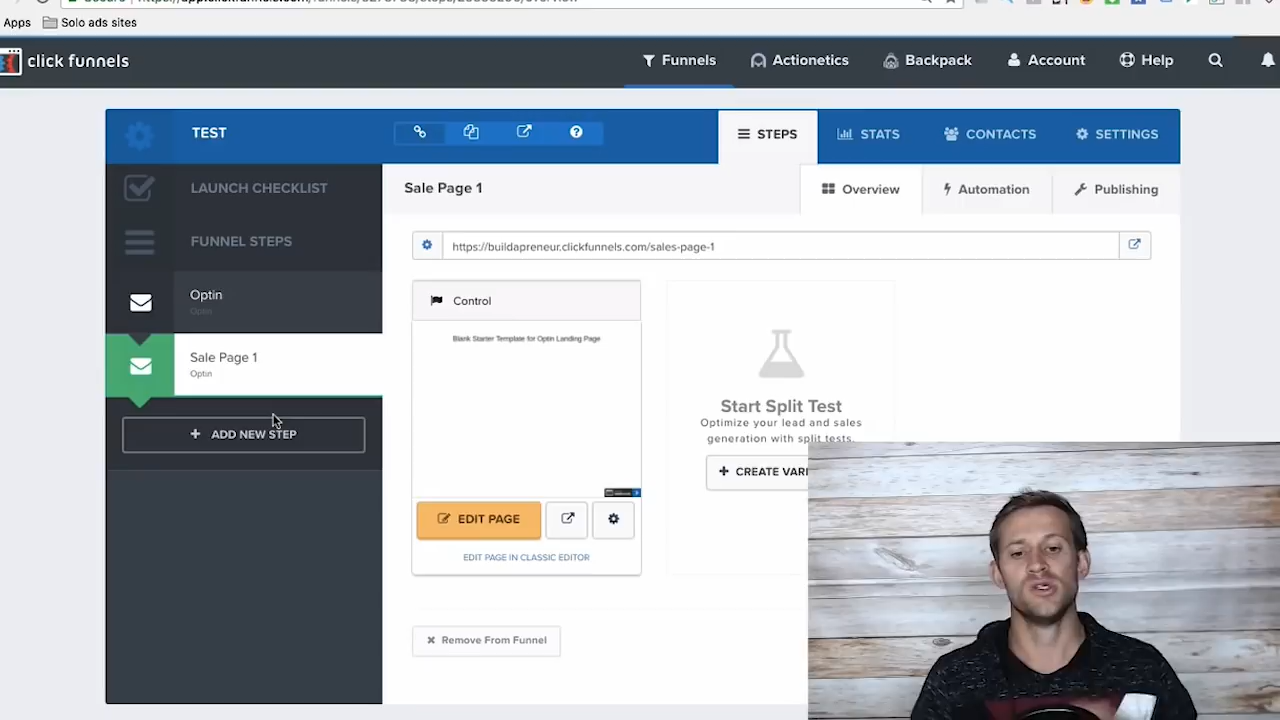 Apps Solo ads sites
click funnels
Funnels Actionetics Backpack Account Help
TEST
STEPS STATS CONTACTS SETTINGS
LAUNCH CHECKLIST
Sale Page 1
Overview Automation Publishing
FUNNEL STEPS
https://buildapreneur.clickfunnels.com/sales-page-1
Optin
Optin
Control
Blank Starter Template for Optin Landing Page
Sale Page 1
Optin
ADD NEW STEP
Start Split Test
Optimize your lead and sales
generation with split tests.
CREATE VARI
EDIT PAGE
EDIT PAGE IN CLASSIC EDITOR
Remove From Funnel